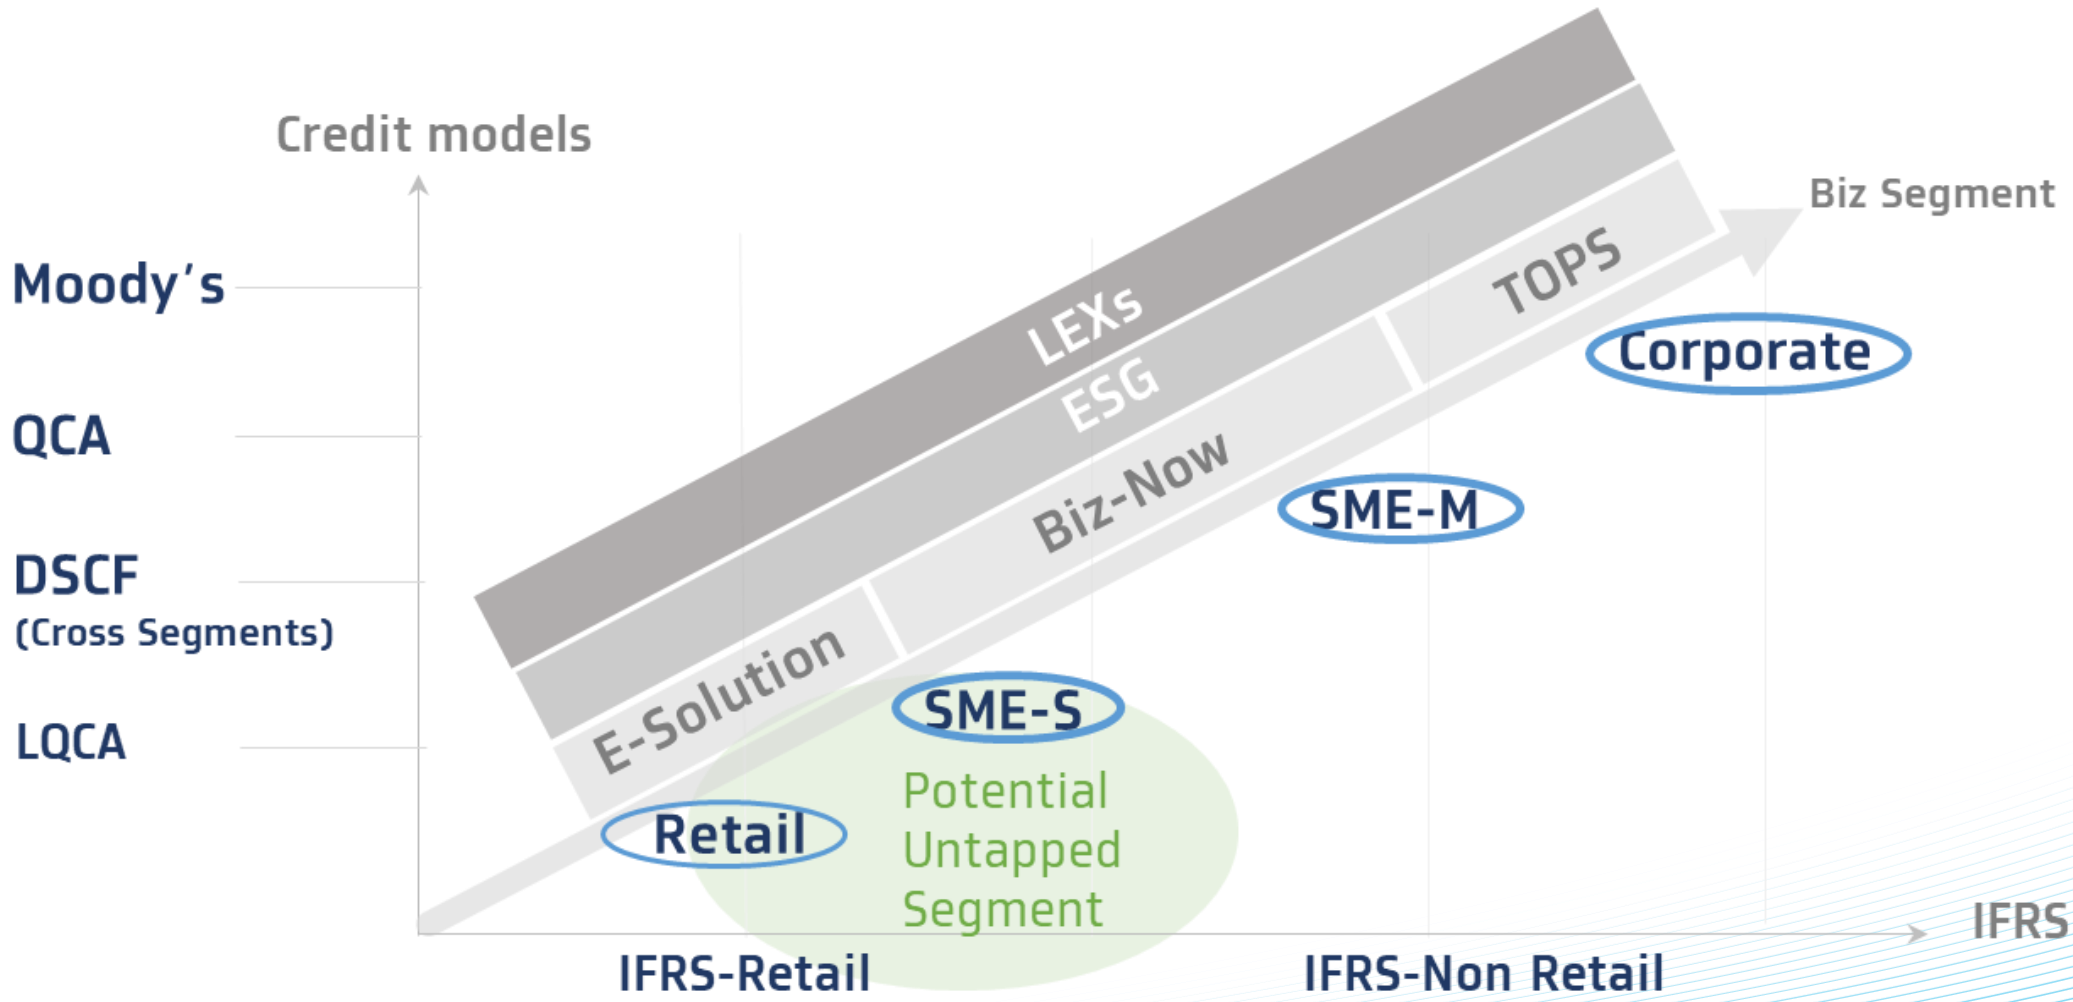 Credit models
Biz Segment
Moody's
QCA
DSCF
(Cross Segments)
LQCA
LEXs
ESG
TOPS
Biz-Now
E-Solution
Corporate
SME-M
SME-S
Retail
Potential
Untapped
Segment
IFRS
IFRS-Retail
IFRS-Non Retail